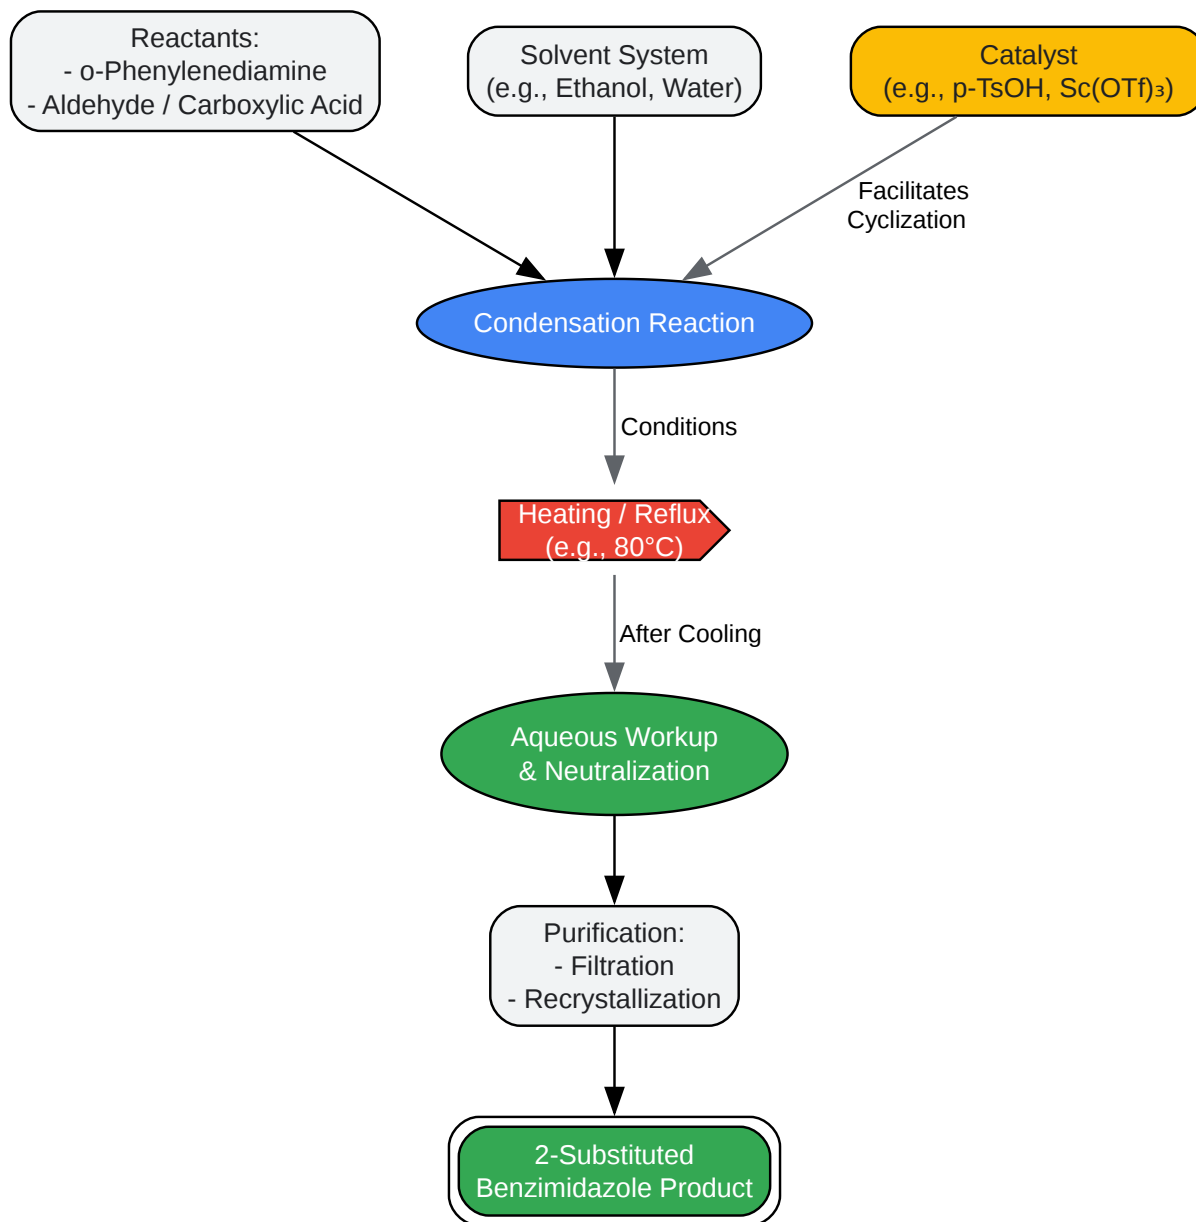 Reactants:
- o-Phenylenediamine
- Aldehyde / Carboxylic Acid
Solvent System
(e.g., Ethanol, Water)
Catalyst
(e.g., p-TsOH, Sc(OTf)₃)
Facilitates
Cyclization
Condensation Reaction
Conditions
Heating / Reflux
(e.g., 80°C)
After Cooling
Aqueous Workup
& Neutralization
Purification:
- Filtration
- Recrystallization
2-Substituted
Benzimidazole Product